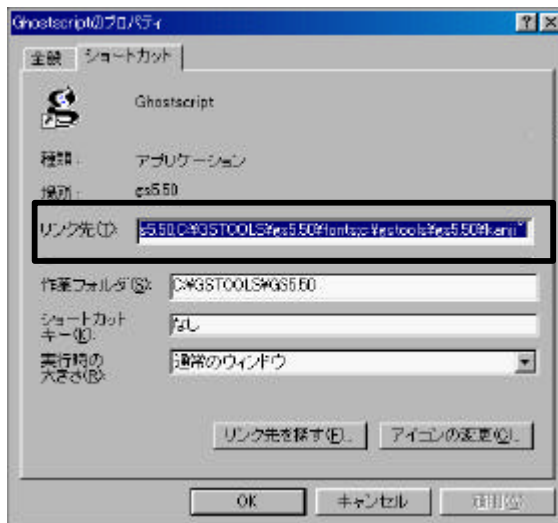 Ghostscriptのプロパティ
全般 ショートカット
Ghostscript
種類: アプリケーション
場所: gs5.50
リンク先(T): s5.50,C:¥GSTOOLS¥gs5.50¥fonts;c:¥gstools¥gs5.50¥kanji"
作業フォルダ(S): C:¥GSTOOLS¥GS5.50
ショートカット
キー(K): なし
実行時の
大きさ(R): 通常のウィンドウ
リンク先を探す(F)... アイコンの変更(C)...
OK キャンセル 適用(A)